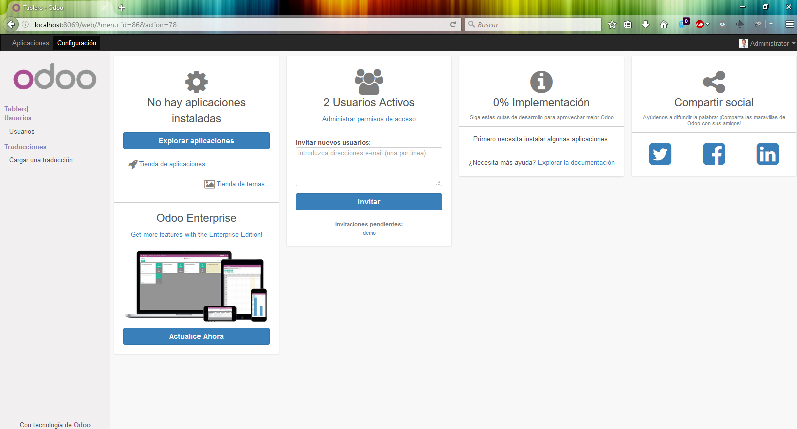 Tablero - Odoo
localhost:8069/web/?#menu_id=86&action=78
Buscar
Aplicaciones Configuración
Administrator
odoo
Tablero
Usuarios
Usuarios
Traducciones
Cargar una traducción
Con tecnología de Odoo
No hay aplicaciones
instaladas
Explorar aplicaciones
Tienda de aplicaciones
Tienda de temas
Odoo Enterprise
Get more features with the Enterprise Edition!
Actualice Ahora
2 Usuarios Activos
Administrar permisos de acceso
Invitar nuevos usuarios:
Introduzca direcciones e-mail (una por línea)
Invitar
Invitaciones pendientes:
demo
0% Implementación
Siga estas guías de desarrollo para aprovechar mejor Odoo
Primero necesita instalar algunas aplicaciones
¿Necesita más ayuda? Explorar la documentación
Compartir social
Ayúdenos a difundir la palabra: ¡Comparta las maravillas de
Odoo con sus amigos!